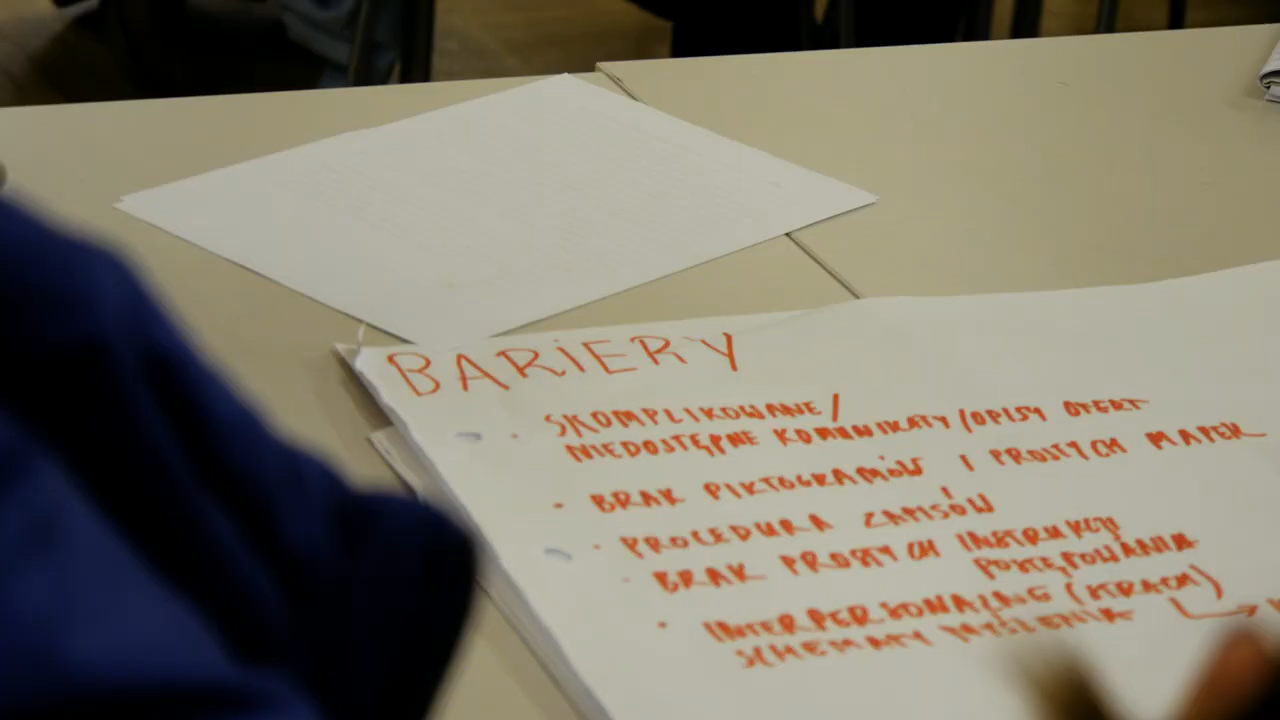 BARIERY
· SKOMPLIKOWANE/
NIEDOSTĘPNE KOMUNIKATY/OPISY OFERT
· BRAK PIKTOGRAMÓW I PROSTYCH MAPEK
· PROCEDURA ZAPISÓW
· BRAK PROSTYCH INSTRUKCJI
POSTĘPOWANIA
· INTERPERSONALNE (STRACH)
SCHEMATY MYŚLENIA